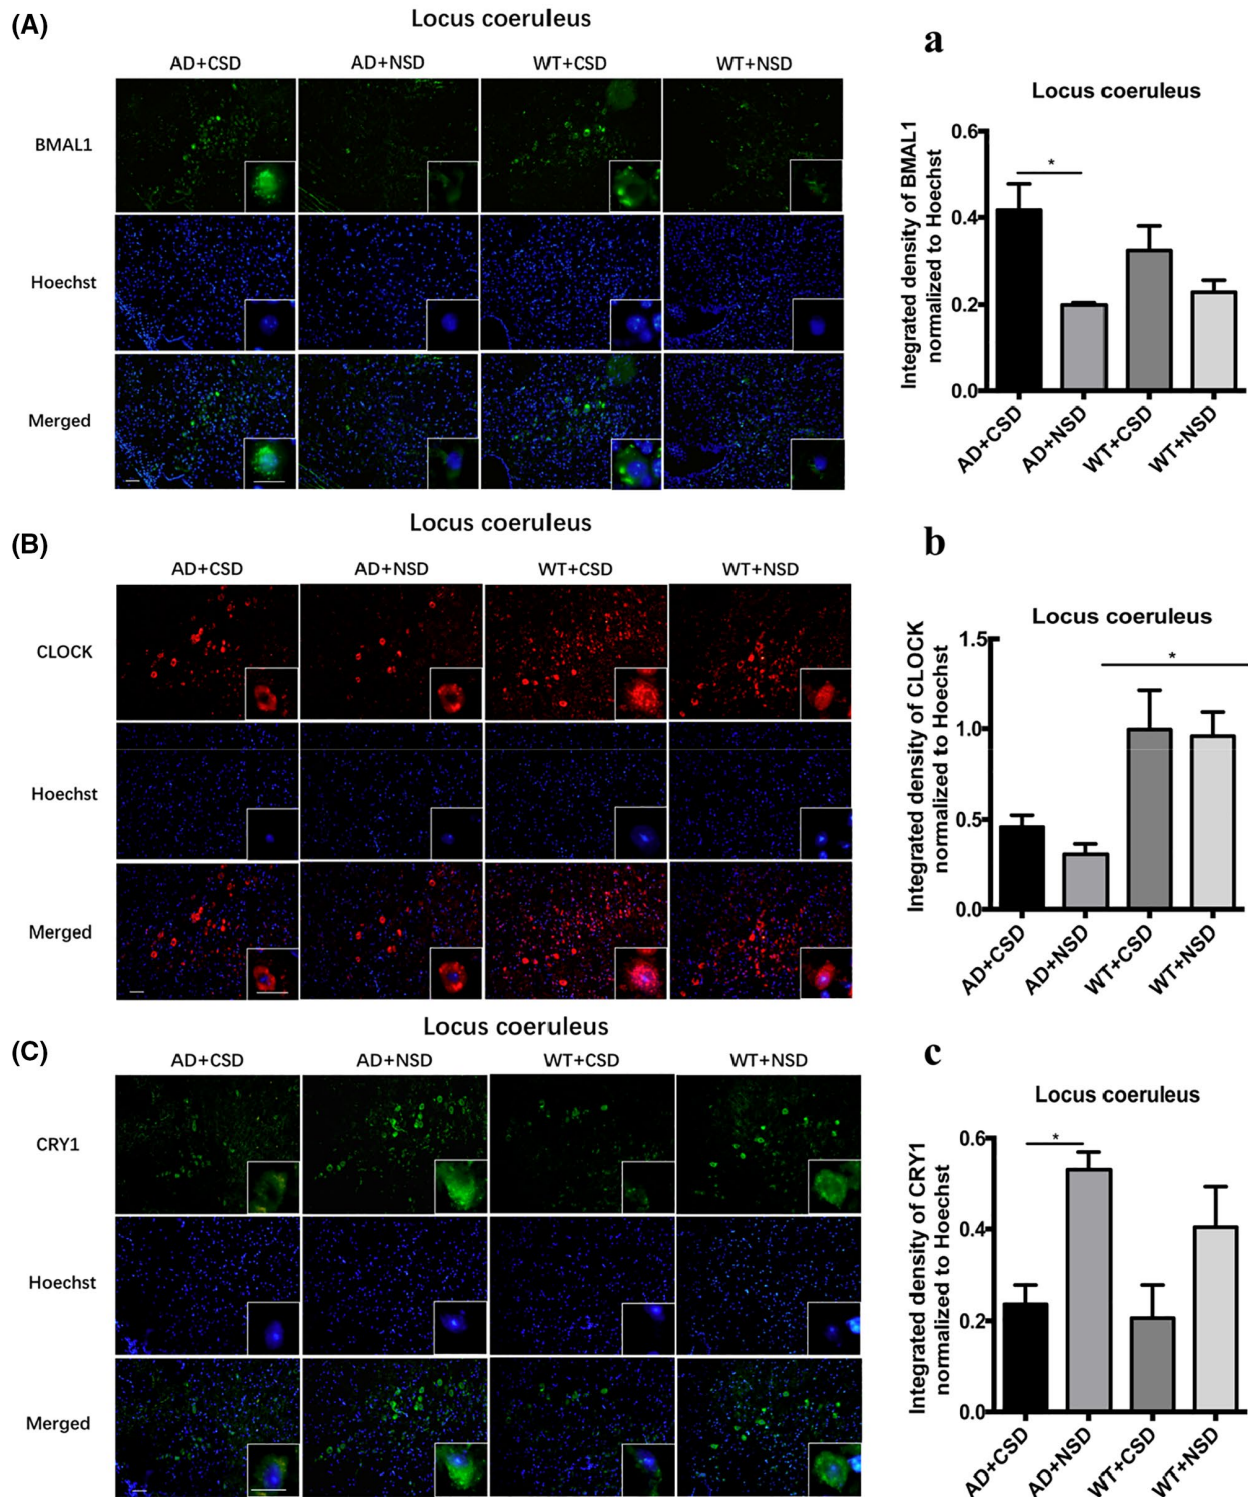 (A)
Locus coeruleus
AD+CSD AD+NSD WT+CSD WT+NSD
BMAL1
Hoechst
Merged
a
Locus coeruleus
Integrated density of BMAL1
normalized to Hoechst
0.6
0.4
0.2
0.0
*
AD+CSD
AD+NSD
WT+CSD
WT+NSD
(B)
Locus coeruleus
AD+CSD AD+NSD WT+CSD WT+NSD
CLOCK
Hoechst
Merged
b
Locus coeruleus
Integrated density of CLOCK
normalized to Hoechst
1.5
1.0
0.5
0.0
*
AD+CSD
AD+NSD
WT+CSD
WT+NSD
(C)
Locus coeruleus
AD+CSD AD+NSD WT+CSD WT+NSD
CRY1
Hoechst
Merged
c
Locus coeruleus
Integrated density of CRY1
normalized to Hoechst
0.6
0.4
0.2
0.0
*
AD+CSD
AD+NSD
WT+CSD
WT+NSD